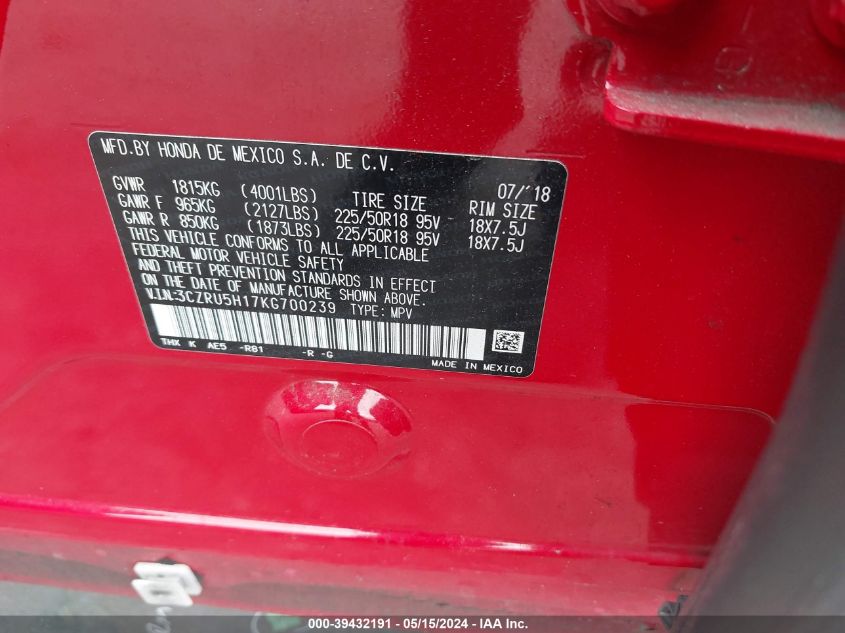 MFD.BY HONDA DE MEXICO S.A. DE C.V.
07/'18
GVWR 1815KG (4001LBS) TIRE SIZE RIM SIZE
GAWR F 965KG (2127LBS) 225/50R18 95V 18X7.5J
GAWR R 850KG (1873LBS) 225/50R18 95V 18X7.5J
THIS VEHICLE CONFORMS TO ALL APPLICABLE
FEDERAL MOTOR VEHICLE SAFETY
AND THEFT PREVENTION STANDARDS IN EFFECT
ON THE DATE OF MANUFACTURE SHOWN ABOVE.
V.I.N:3CZRU5H17KG700239 TYPE: MPV
THX K AE5 -R81 -R -G
MADE IN MEXICO
000-39432191 - 05/15/2024 - IAA Inc.